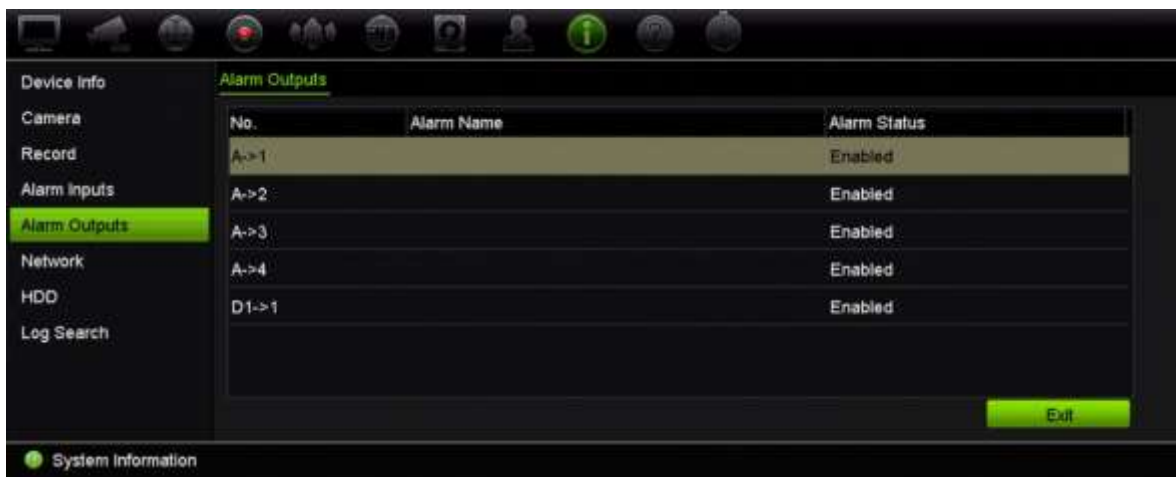 Device Info
Alarm Outputs
Camera
No. Alarm Name Alarm Status
Record
A->1 Enabled
Alarm Inputs
A->2 Enabled
Alarm Outputs
A->3 Enabled
Network
A->4 Enabled
HDD
D1->1 Enabled
Log Search
Exit
System Information